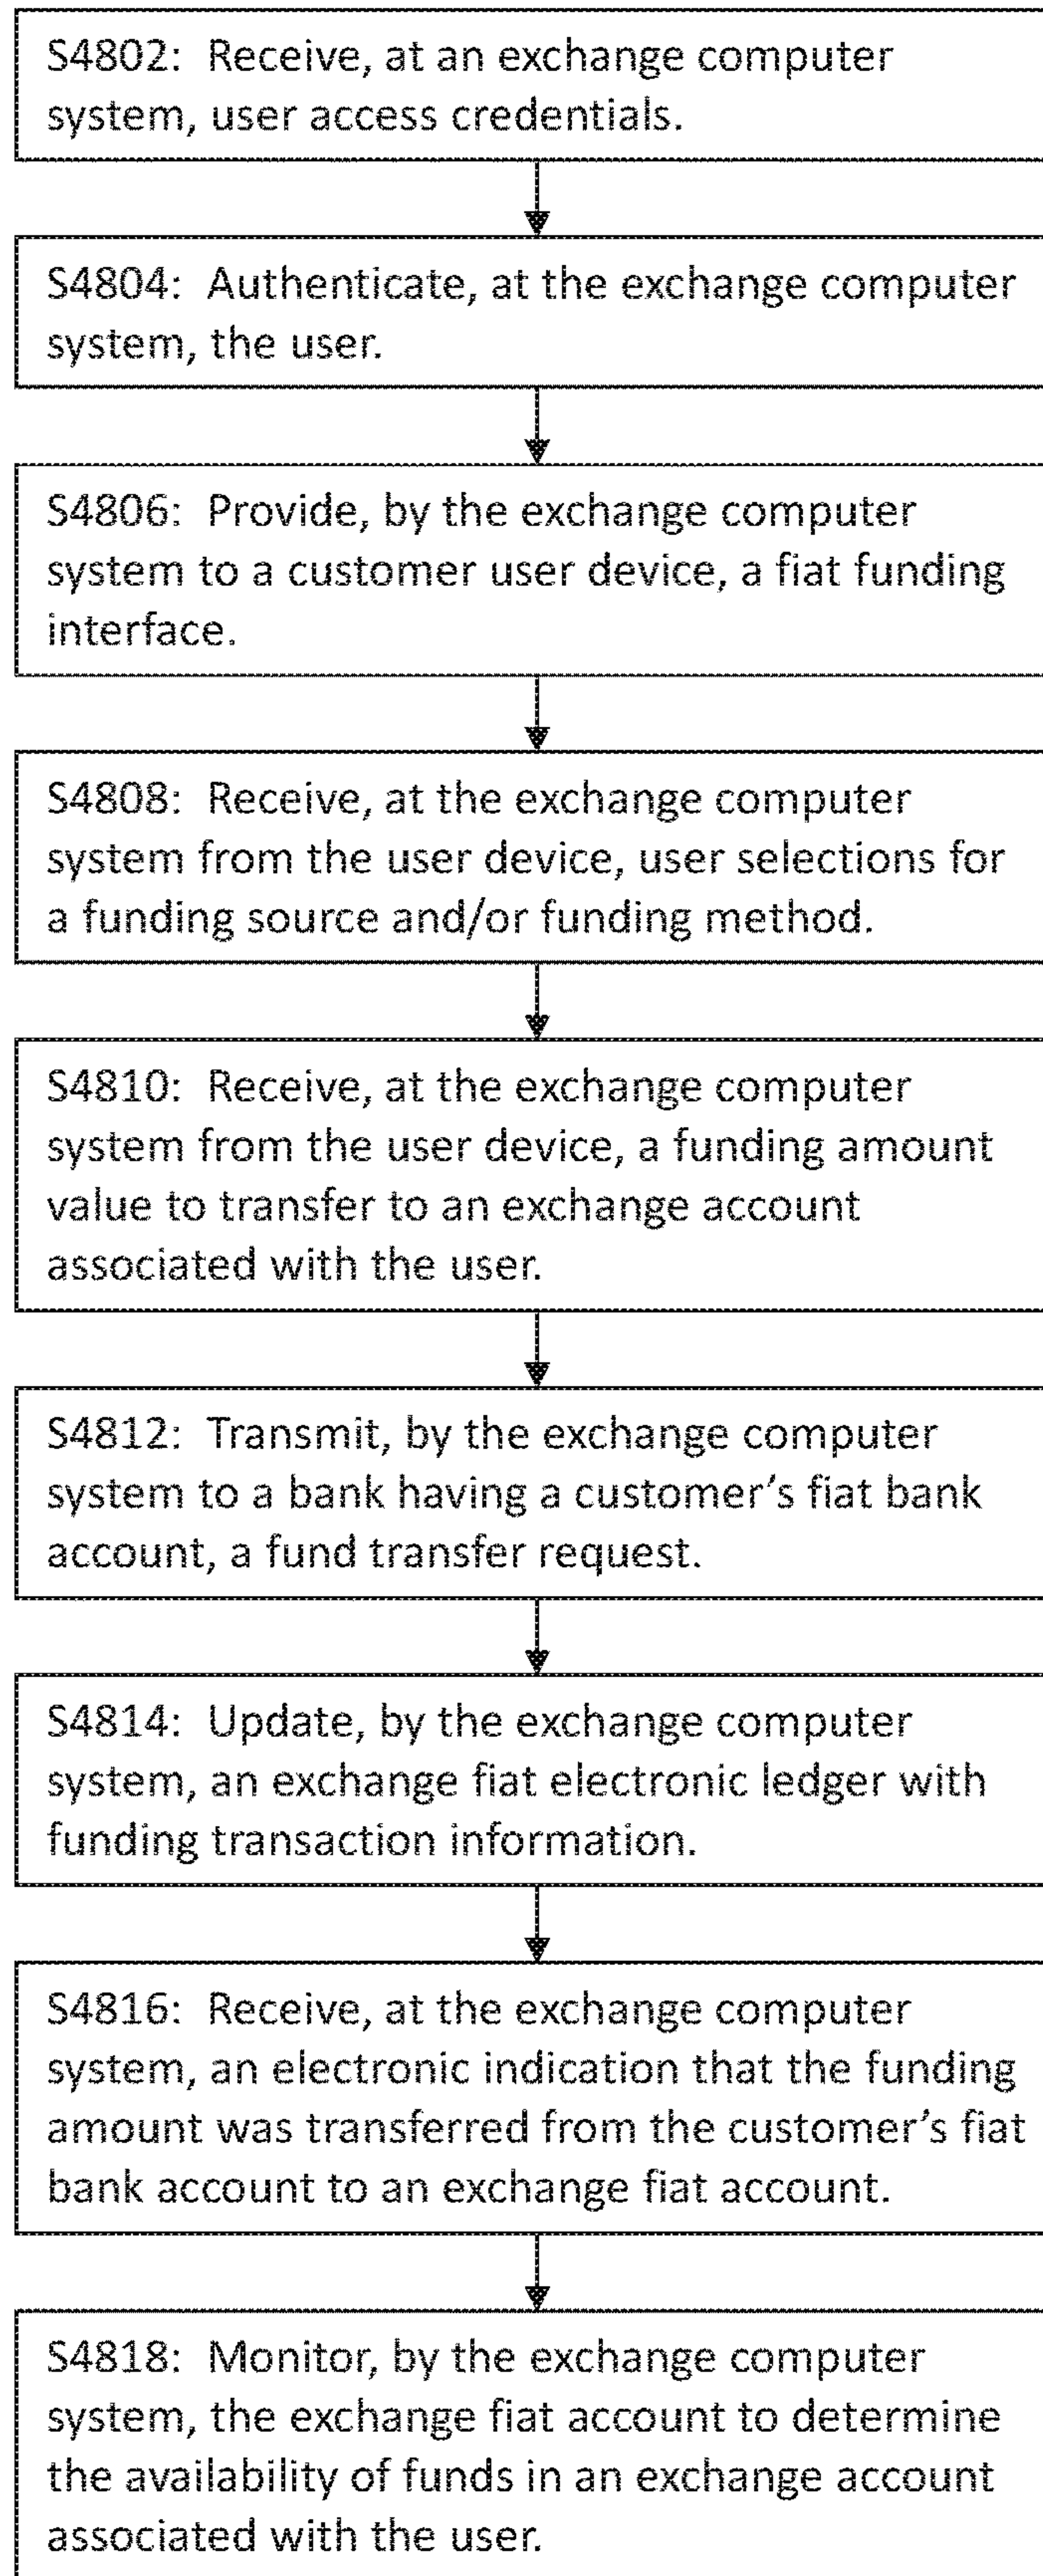 S4802: Receive, at an exchange computer
system, user access credentials.
S4804: Authenticate, at the exchange computer
system, the user.
S4806: Provide, by the exchange computer
system to a customer user device, a fiat funding
interface.
S4808: Receive, at the exchange computer
system from the user device, user selections for
a funding source and/or funding method.
S4810: Receive, at the exchange computer
system from the user device, a funding amount
value to transfer to an exchange account
associated with the user.
S4812: Transmit, by the exchange computer
system to a bank having a customer's fiat bank
account, a fund transfer request.
S4814: Update, by the exchange computer
system, an exchange fiat electronic ledger with
funding transaction information.
S4816: Receive, at the exchange computer
system, an electronic indication that the funding
amount was transferred from the customer's fiat
bank account to an exchange fiat account.
S4818: Monitor, by the exchange computer
system, the exchange fiat account to determine
the availability of funds in an exchange account
associated with the user.